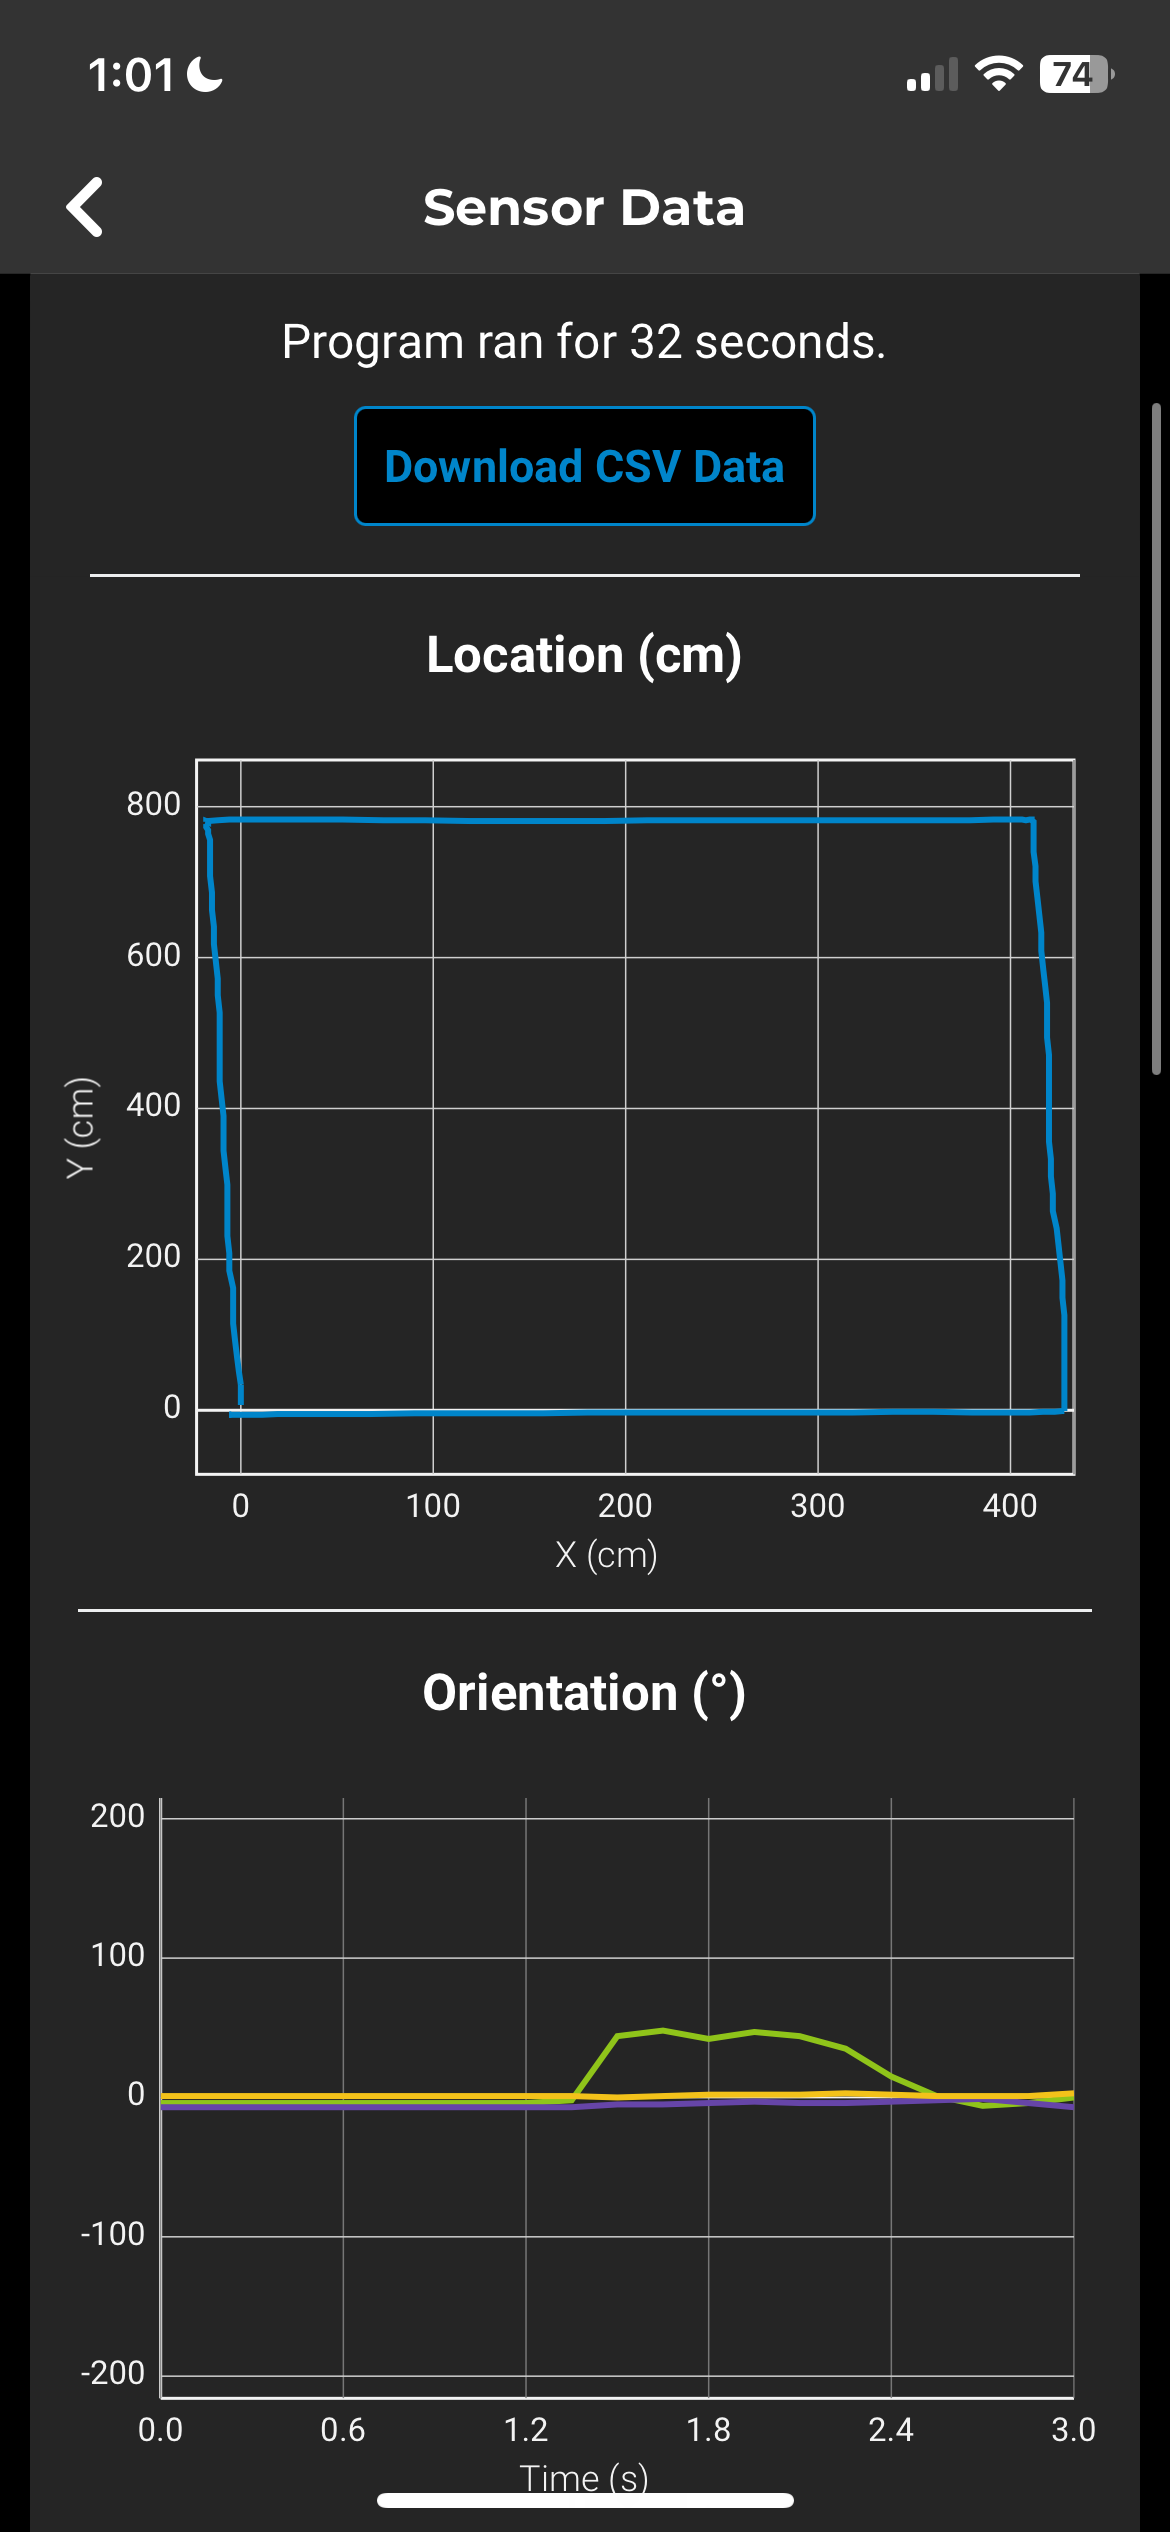 1:01
74
Sensor Data
Program ran for 32 seconds.
Download CSV Data
Location (cm)
800
600
400
200
0
Y (cm)
0 100 200 300 400
X (cm)
Orientation (°)
200
100
0
-100
-200
0.0 0.6 1.2 1.8 2.4 3.0
Time (s)